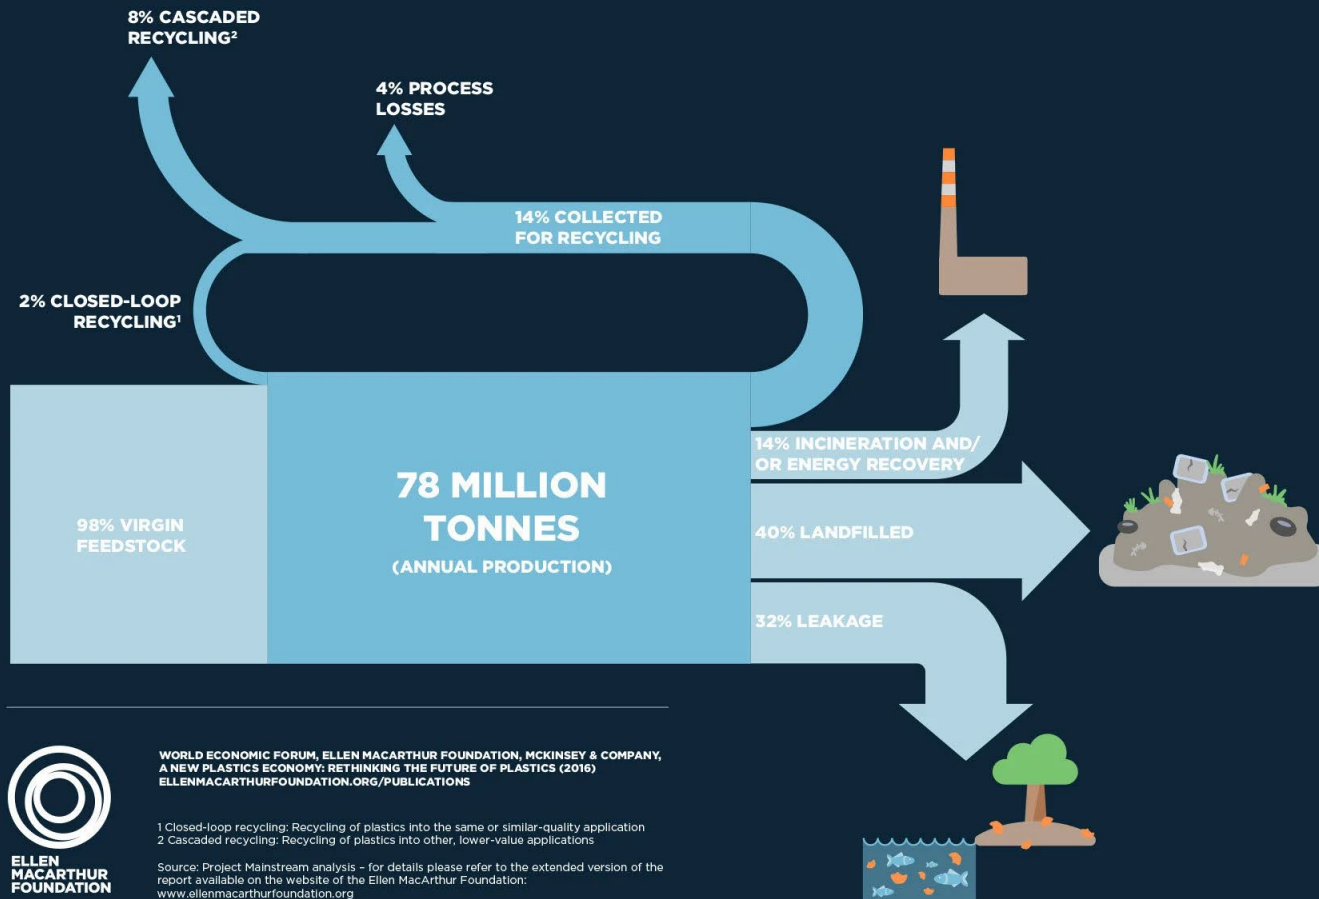 8% CASCADED
RECYCLING²
4% PROCESS
LOSSES
14% COLLECTED
FOR RECYCLING
2% CLOSED-LOOP
RECYCLING¹
98% VIRGIN
FEEDSTOCK
78 MILLION
TONNES
(ANNUAL PRODUCTION)
14% INCINERATION AND/
OR ENERGY RECOVERY
40% LANDFILLED
32% LEAKAGE
ELLEN
MACARTHUR
FOUNDATION
WORLD ECONOMIC FORUM, ELLEN MACARTHUR FOUNDATION, MCKINSEY & COMPANY,
A NEW PLASTICS ECONOMY: RETHINKING THE FUTURE OF PLASTICS (2016)
ELLENMACARTHURFOUNDATION.ORG/PUBLICATIONS
1 Closed-loop recycling: Recycling of plastics into the same or similar-quality application
2 Cascaded recycling: Recycling of plastics into other, lower-value applications
Source: Project Mainstream analysis – for details please refer to the extended version of the
report available on the website of the Ellen MacArthur Foundation:
www.ellenmacarthurfoundation.org